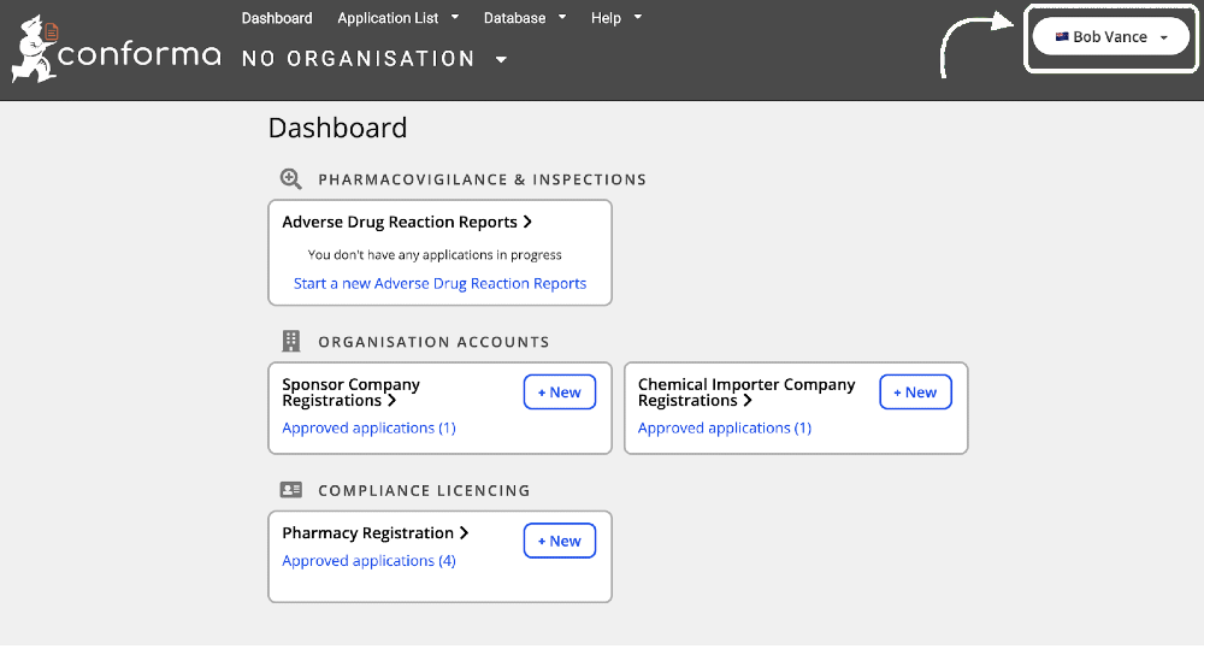 Dashboard Application List Database Help
conforma
NO ORGANISATION
Bob Vance
Dashboard
PHARMACOVIGILANCE & INSPECTIONS
Adverse Drug Reaction Reports
You don't have any applications in progress
Start a new Adverse Drug Reaction Reports
ORGANISATION ACCOUNTS
Sponsor Company
Registrations
+ New
Approved applications (1)
Chemical Importer Company
Registrations
+ New
Approved applications (1)
COMPLIANCE LICENCING
Pharmacy Registration
+ New
Approved applications (4)